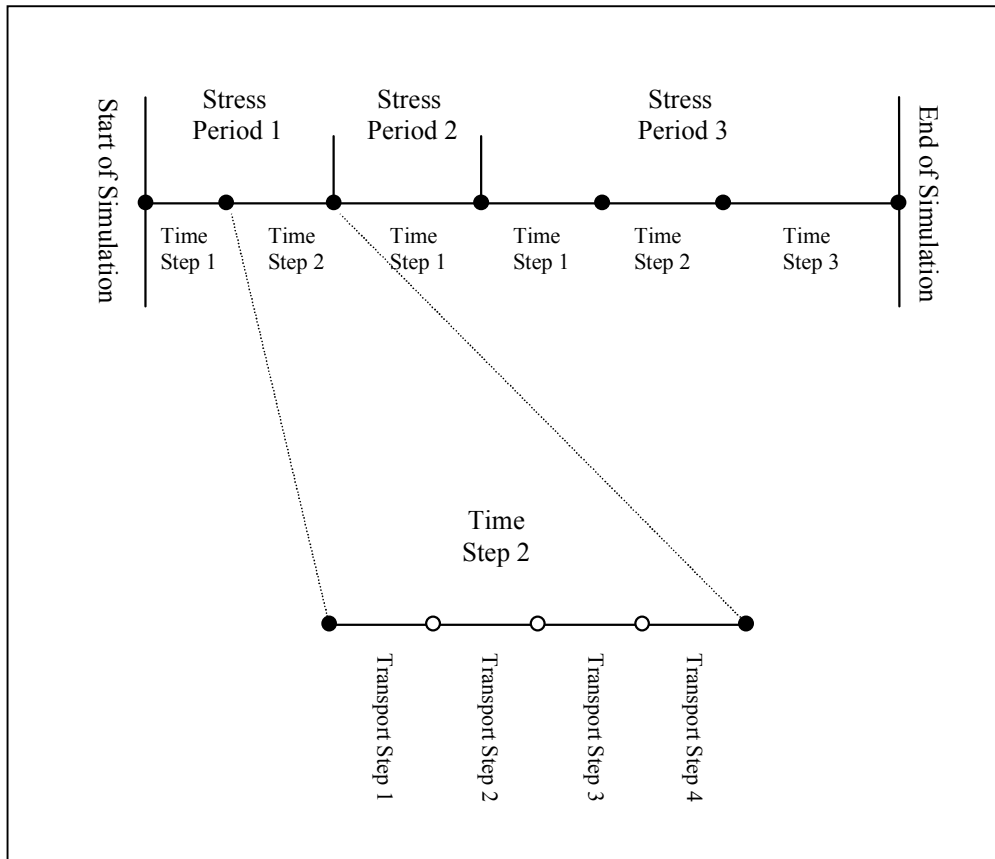 Start of Simulation
Stress
Period 1
Stress
Period 2
Stress
Period 3
End of Simulation
Time
Step 1
Time
Step 2
Time
Step 1
Time
Step 1
Time
Step 2
Time
Step 3
Time
Step 2
Transport Step 1
Transport Step 2
Transport Step 3
Transport Step 4